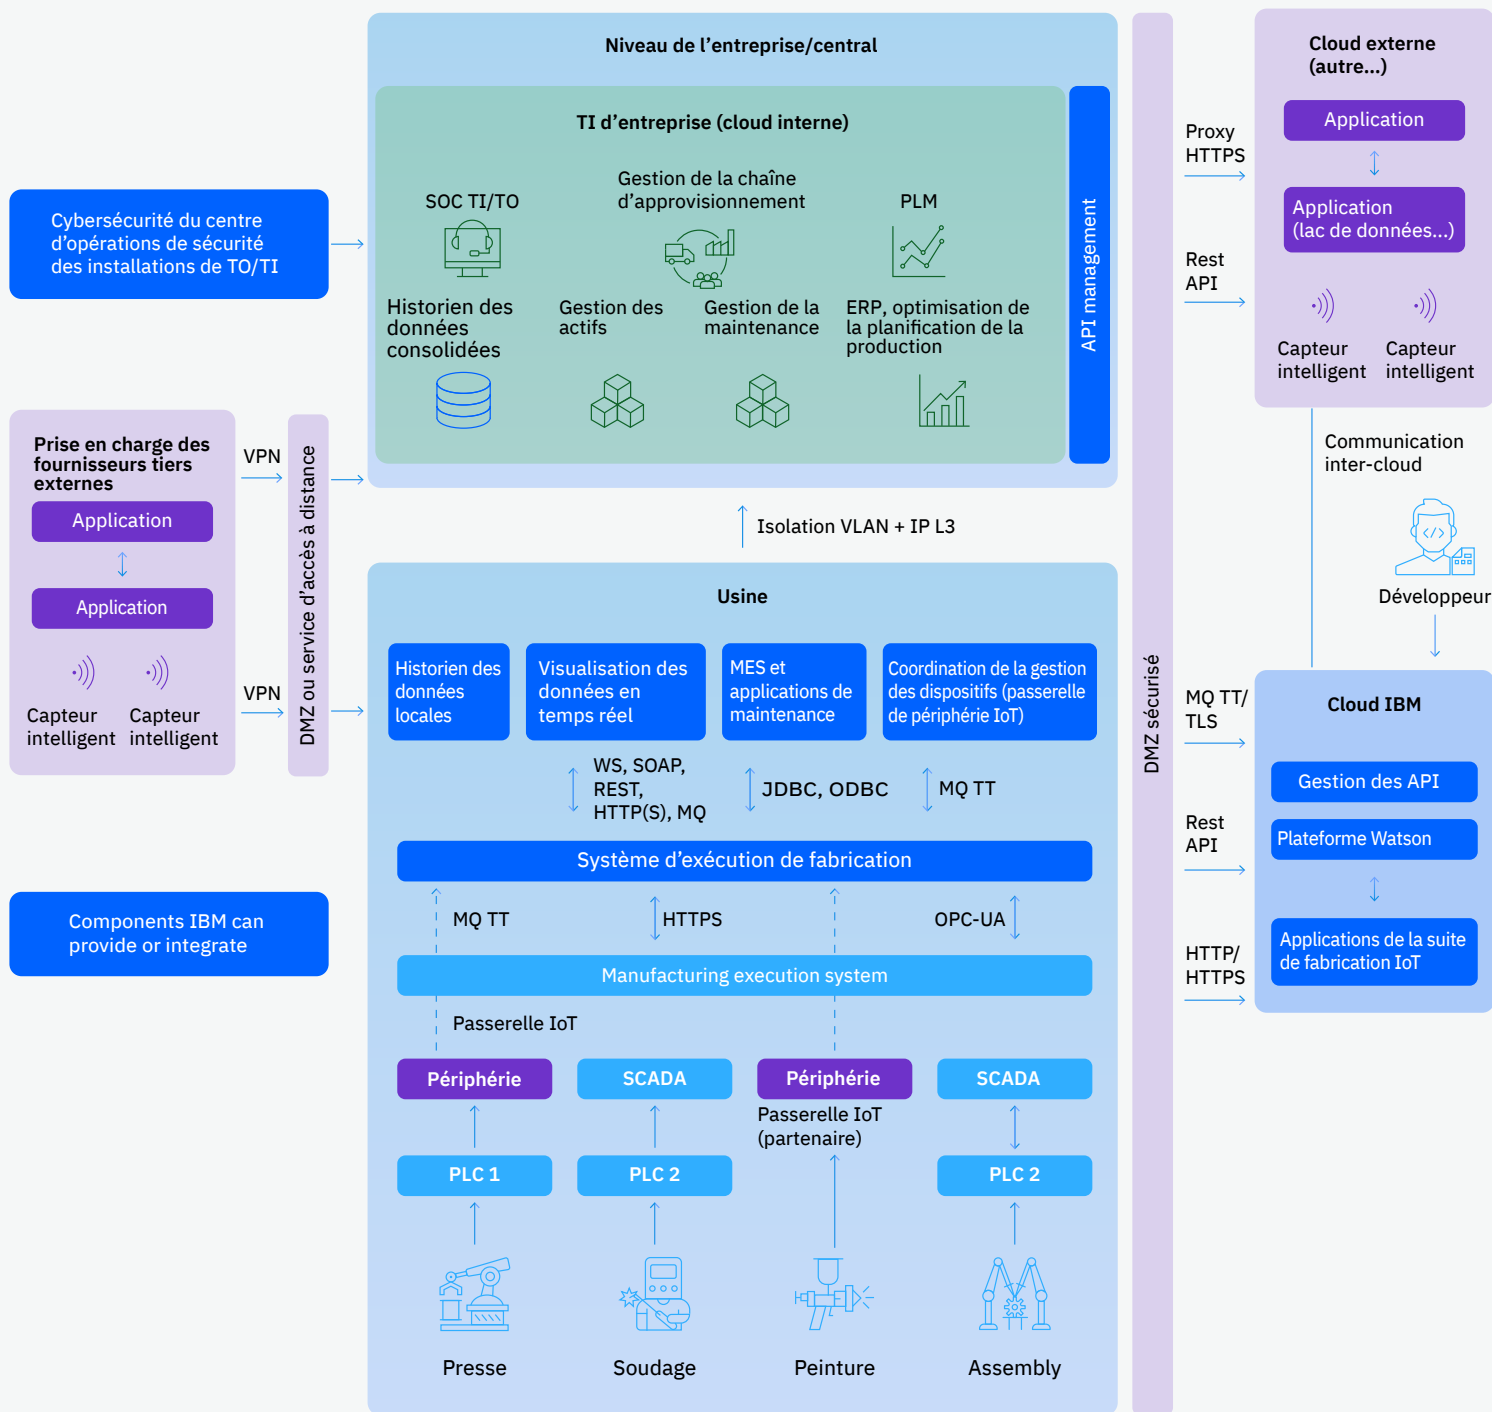 Niveau de l'entreprise/central
TI d'entreprise (cloud interne)
SOC TI/TO
Gestion de la chaîne
d'approvisionnement
PLM
Historien des
données
consolidées
Gestion des
actifs
Gestion de la
maintenance
ERP, optimisation de
la planification de la
production
API management
Cybersécurité du centre
d'opérations de sécurité
des installations de TO/TI
Prise en charge des
fournisseurs tiers
externes
Application
Application
Capteur
intelligent
Capteur
intelligent
VPN
VPN
DMZ ou service d'accès à distance
Components IBM can
provide or integrate
Isolation VLAN + IP L3
Usine
Historien des
données
locales
Visualisation des
données en
temps réel
MES et
applications de
maintenance
Coordination de la gestion
des dispositifs (passerelle
de périphérie IoT)
WS, SOAP,
REST,
HTTP(S), MQ
JDBC, ODBC
MQ TT
Système d'exécution de fabrication
MQ TT
HTTPS
OPC-UA
Manufacturing execution system
Passerelle IoT
Périphérie
SCADA
Périphérie
SCADA
Passerelle IoT
(partenaire)
PLC 1
PLC 2
PLC 2
Presse
Soudage
Peinture
Assembly
DMZ sécurisé
Proxy
HTTPS
Rest
API
Cloud externe
(autre...)
Application
Application
(lac de données...)
Capteur
intelligent
Capteur
intelligent
Communication
inter-cloud
Développeur
MQ TT/
TLS
Rest
API
HTTP/
HTTPS
Cloud IBM
Gestion des API
Plateforme Watson
Applications de la suite
de fabrication IoT